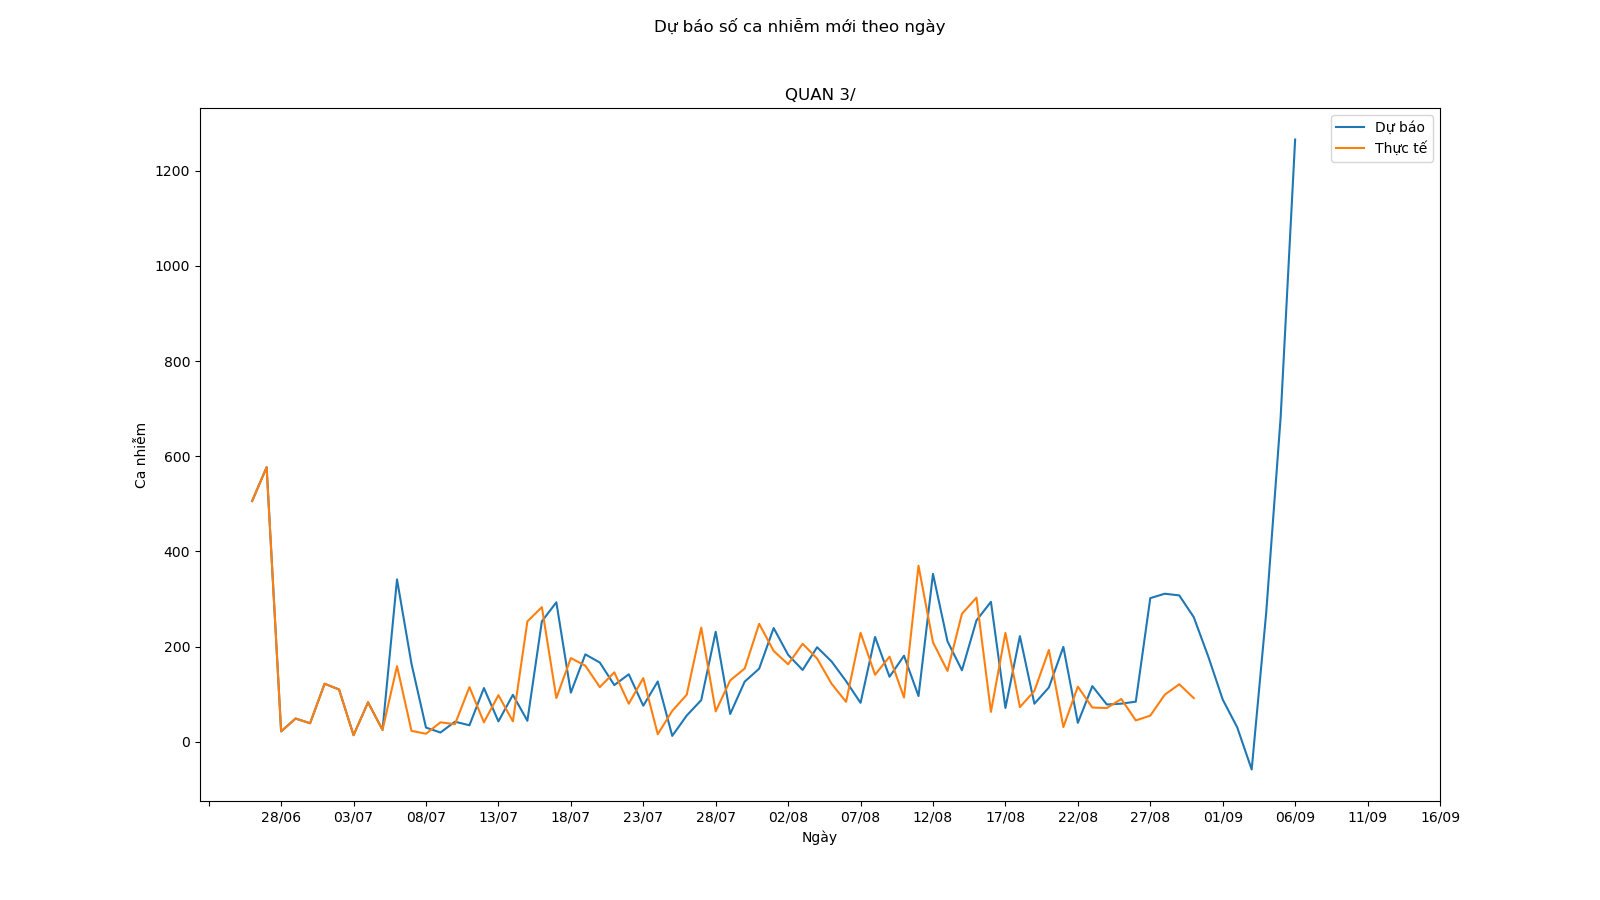 Dự báo số ca nhiễm mới theo ngày
QUAN 3/
Dự báo
Thực tế
1200
1000
800
600
400
200
0
Ca nhiễm
28/06 03/07 08/07 13/07 18/07 23/07 28/07 02/08 07/08 12/08 17/08 22/08 27/08 01/09 06/09 11/09 16/09
Ngày